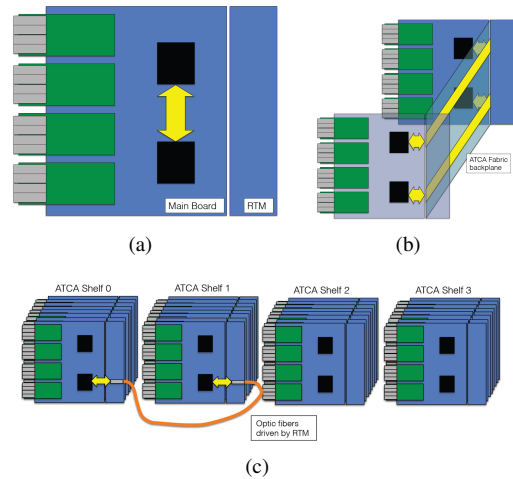 Main Board
RTM
ATCA Fabric
backplane
(a)
(b)
ATCA Shelf 0
ATCA Shelf 1
ATCA Shelf 2
ATCA Shelf 3
Optic fibers
driven by RTM
(c)